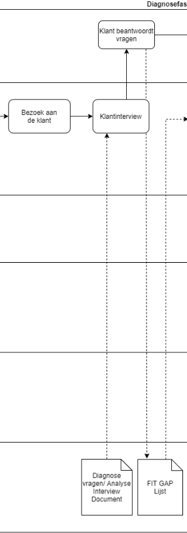 Diagnosefas
Klant beantwoordt
vragen
Bezoek aan
de klant
Klantinterview
Diagnose
vragen/ Analyse
Interview
Document
FIT GAP
Lijst